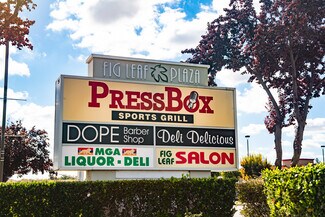 FIG LEAF PLAZA
PRESSBOX
SPORTS GRILL
DOPE Barber Shop
Deli Delicious
MGA
LIQUOR • DELI
FIG LEAF SALON